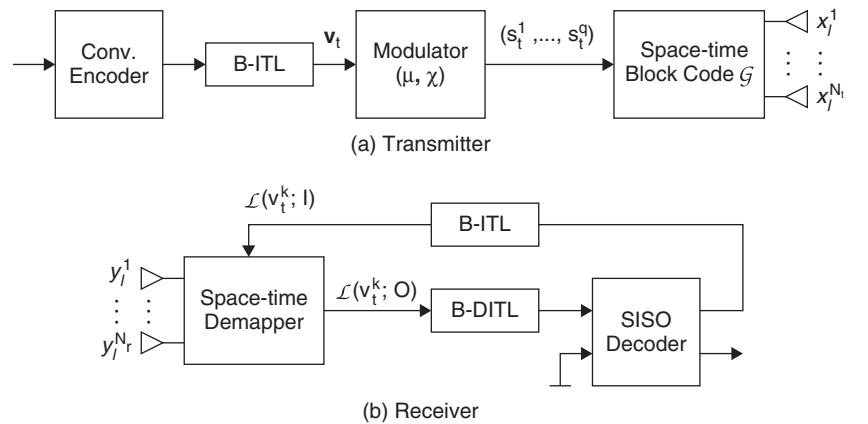 Conv. Encoder
B-ITL
v_t
Modulator (μ, χ)
(s_t^1 ,..., s_t^q)
Space-time Block Code 𝒢
x_l^1
x_l^{N_t}
(a) Transmitter
ℒ(v_t^k; I)
B-ITL
y_l^1
y_l^{N_r}
Space-time Demapper
ℒ(v_t^k; O)
B-DITL
SISO Decoder
(b) Receiver